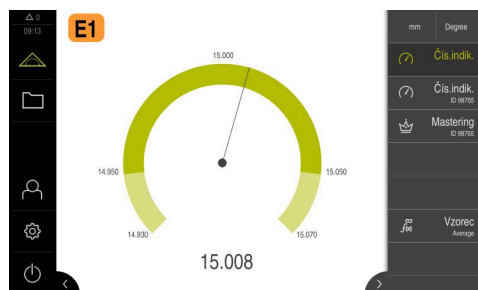 △ 0
09:13
E1
mm Degree
Čís.indik.
Čís.indik.
ID 98765
Mastering
ID 98765
Vzorec
Average
f(x)
15.000
14.950
15.050
14.930
15.070
15.008